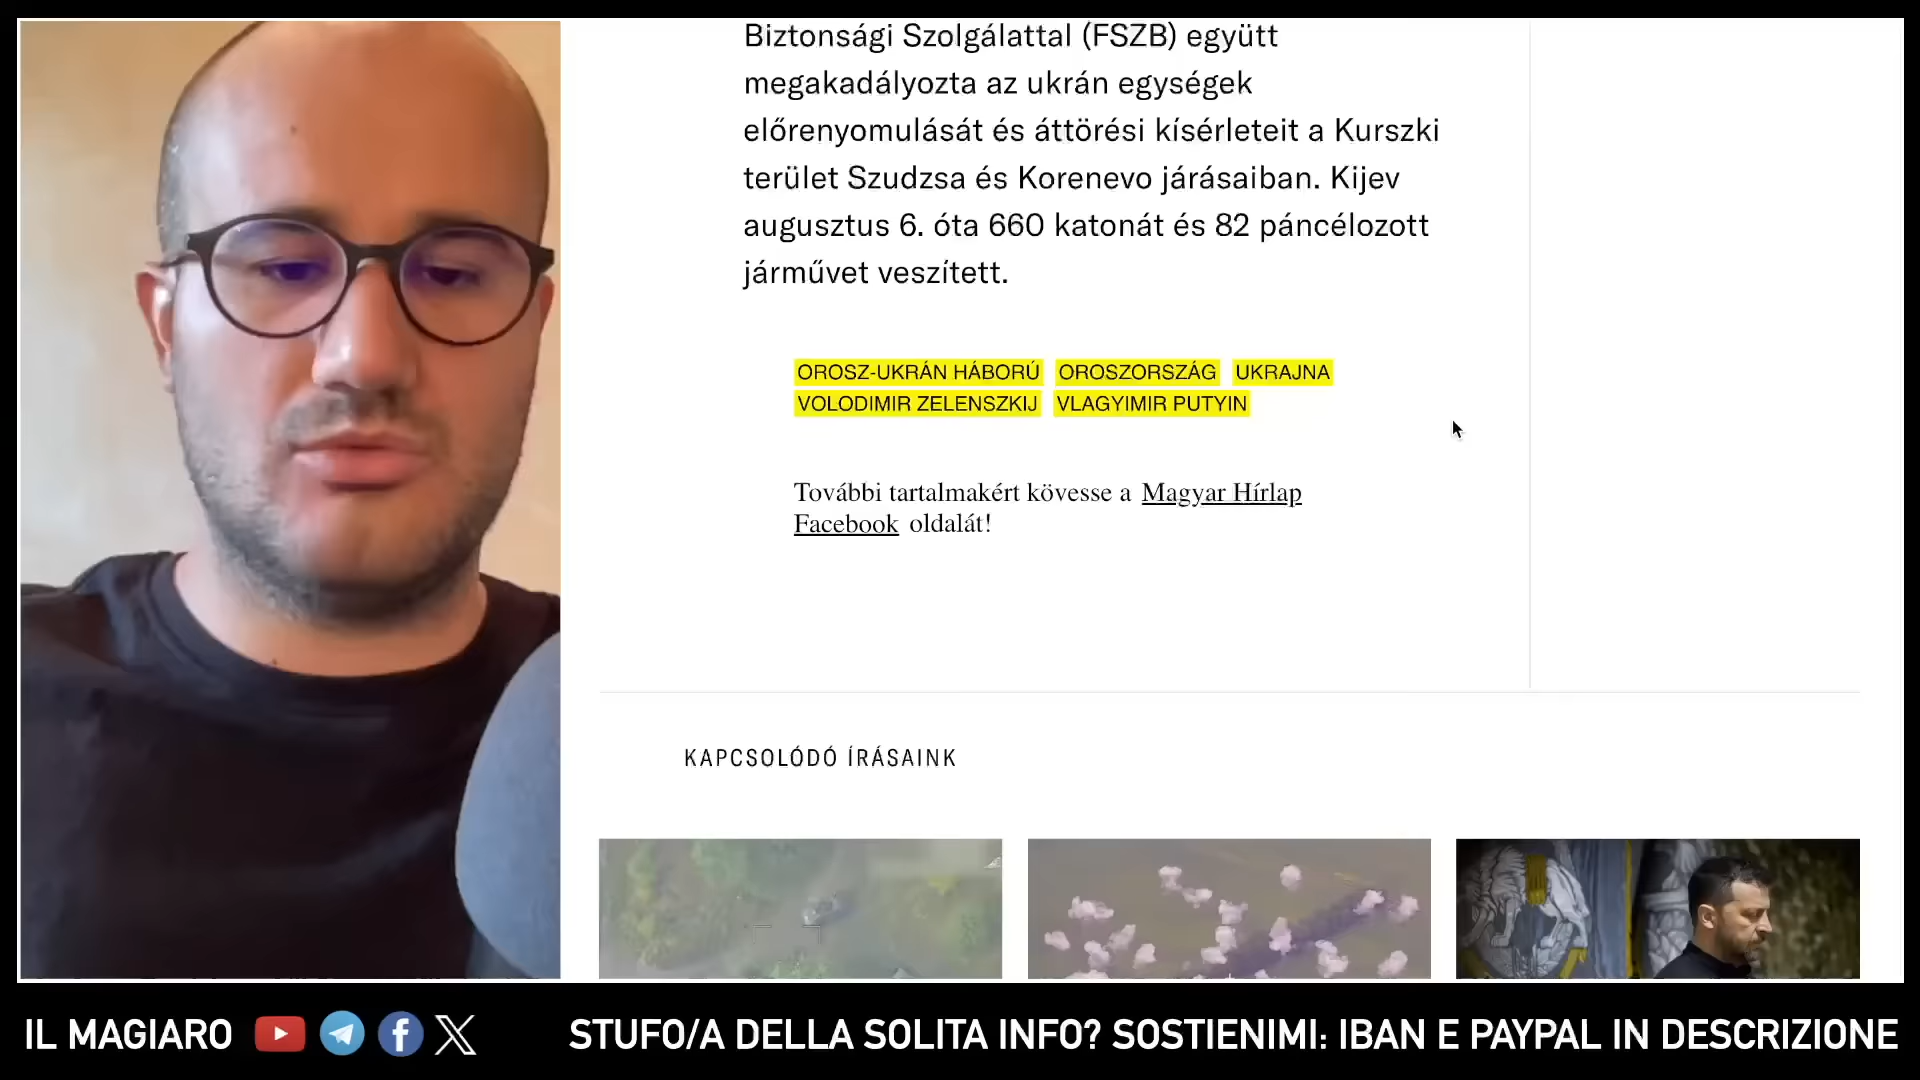 Biztonsági Szolgálattal (FSZB) együtt
megakadályozta az ukrán egységek
előrenyomulását és áttörési kísérleteit a Kurszki
terület Szudzsa és Korenevo járásaiban. Kijev
augusztus 6. óta 660 katonát és 82 páncélozott
járművet veszített.
OROSZ-UKRÁN HÁBORÚ OROSZORSZÁG UKRAJNA
VOLODIMIR ZELENSZKIJ VLAGYIMIR PUTYIN
További tartalmakért kövesse a Magyar Hírlap
Facebook oldalát!
KAPCSOLÓDÓ ÍRÁSAINK
IL MAGIARO STUFO/A DELLA SOLITA INFO? SOSTIENIMI: IBAN E PAYPAL IN DESCRIZIONE